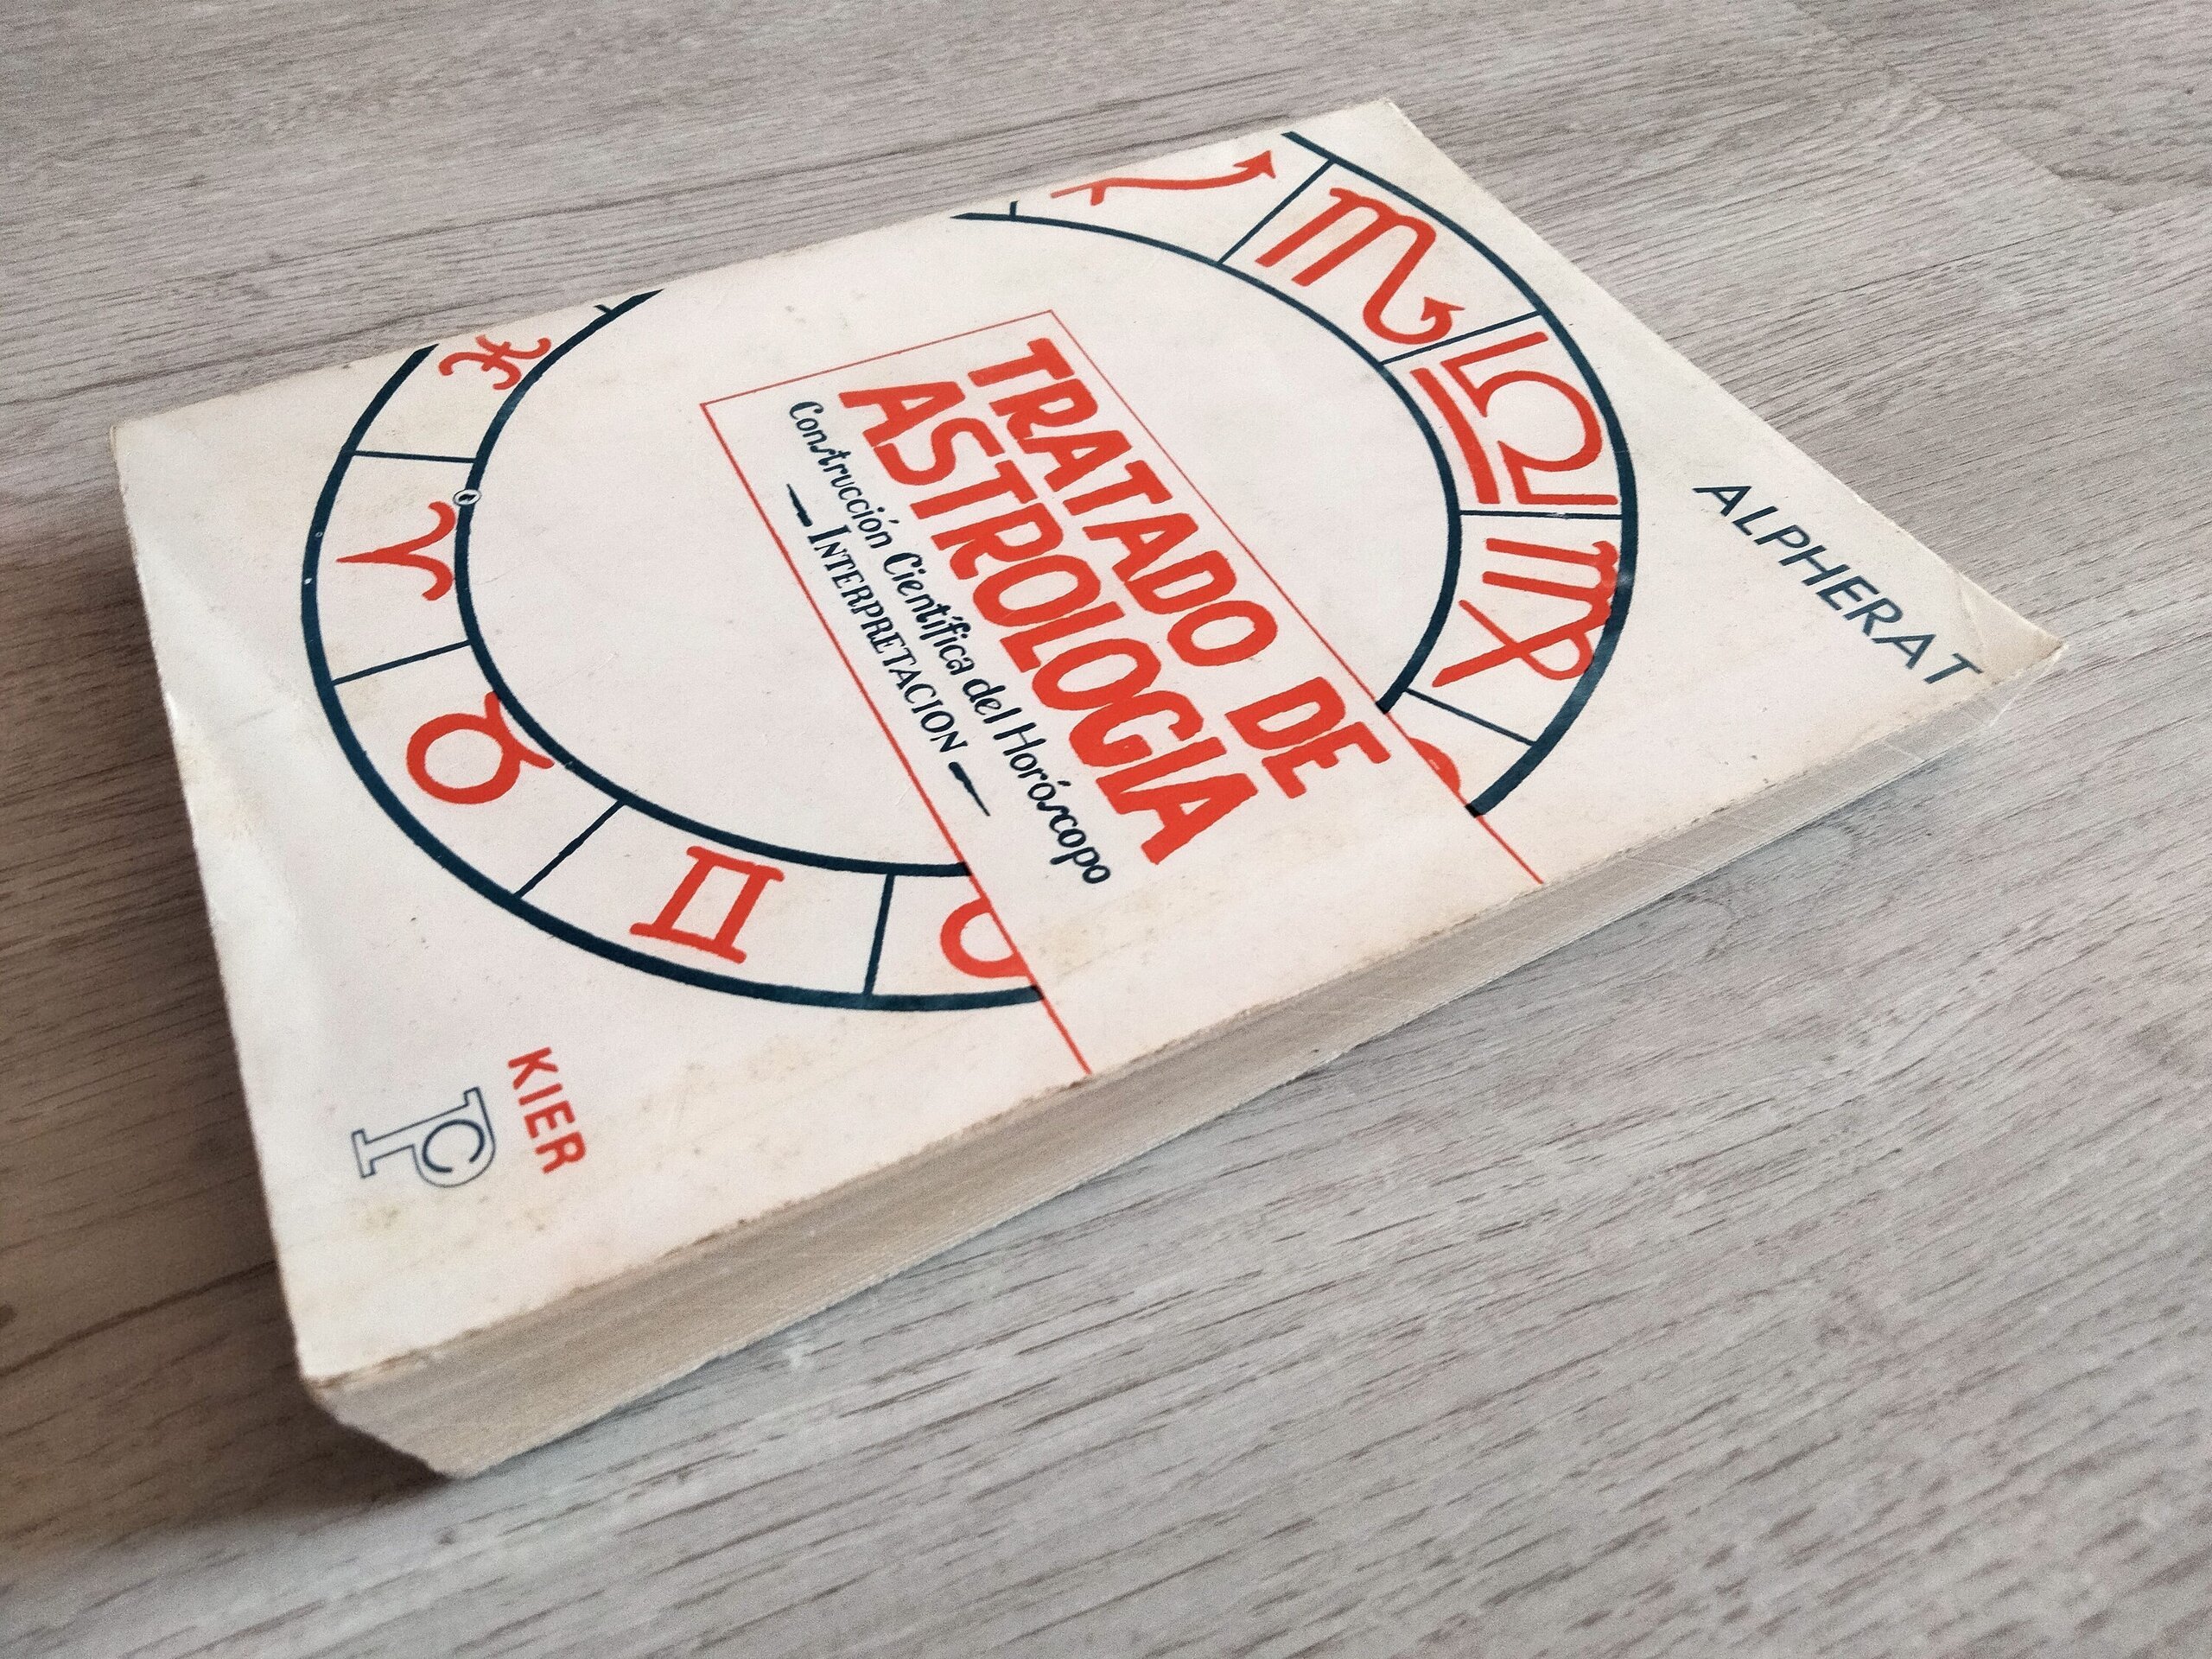 ALPHERAT
TRATADO DE
ASTROLOGIA
Construcción Científica del Horóscopo
— INTERPRETACION —
KIER